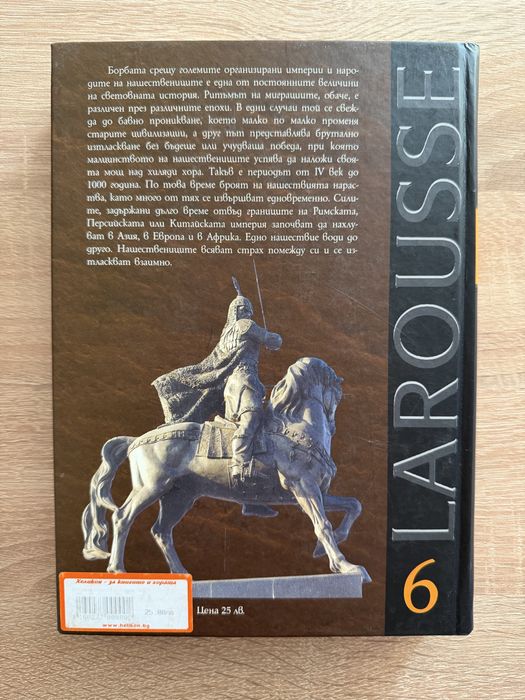 Борбата срещу големите организирани империи и наро-
дите на нашествениците е една от постоянните величини
на световната история. Ритъмът на миграциите, обаче, е
различен през различните епохи. В едни случаи той се свеж-
да до бавно проникване, което малко по малко променя
старите цивилизации, а друг път представлява брутално
изтласкване без бъдеще или учудваща победа, при която
малцинството на нашествениците успява да наложи своя-
та мощ над хиляди хора. Такъв е периодът от IV век до
1000 година. По това време броят на нашествията нарас-
тва, като много от тях се извършват едновременно. Сили-
те, задържани дълго време отвъд границите на Римската,
Персийската или Китайската империя започват да нахлу-
ват в Азия, в Европа и в Африка. Едно нашествие води до
друго. Нашествениците всяват страх помежду си и се из-
тласкват взаимно.
LAROUSSE
6
Хеликон - за книгите и хората
25.00лв
www.helikon.bg
Цена 25 лв.